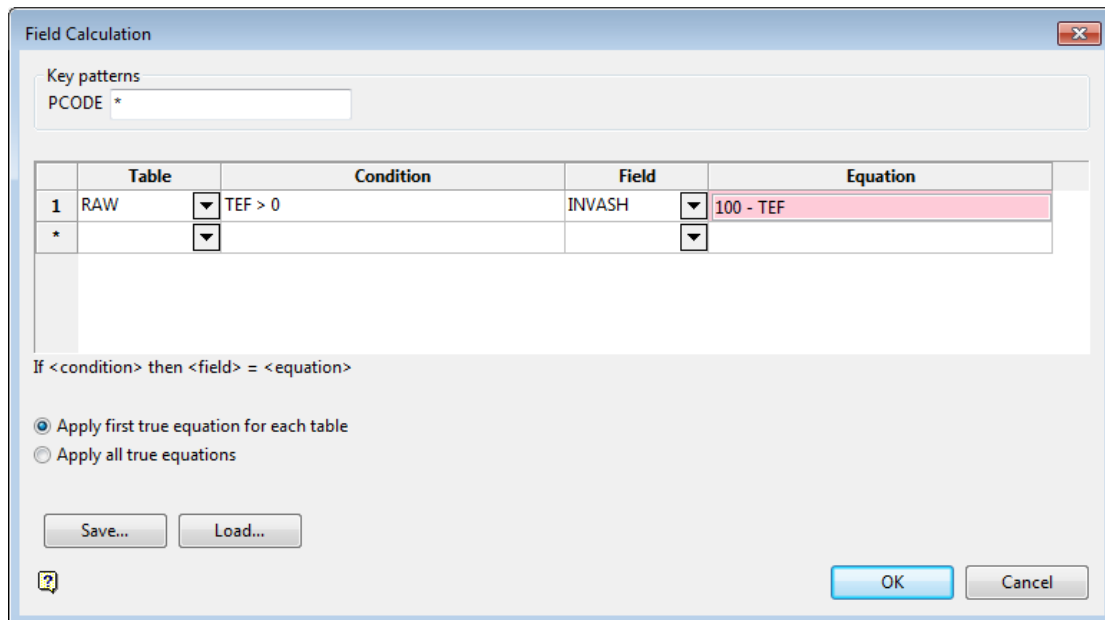 Field Calculation
Key patterns
PCODE *
Table Condition Field Equation
1 RAW TEF > 0 INVASH 100 - TEF
*
If <condition> then <field> = <equation>
Apply first true equation for each table
Apply all true equations
Save... Load...
?
OK Cancel